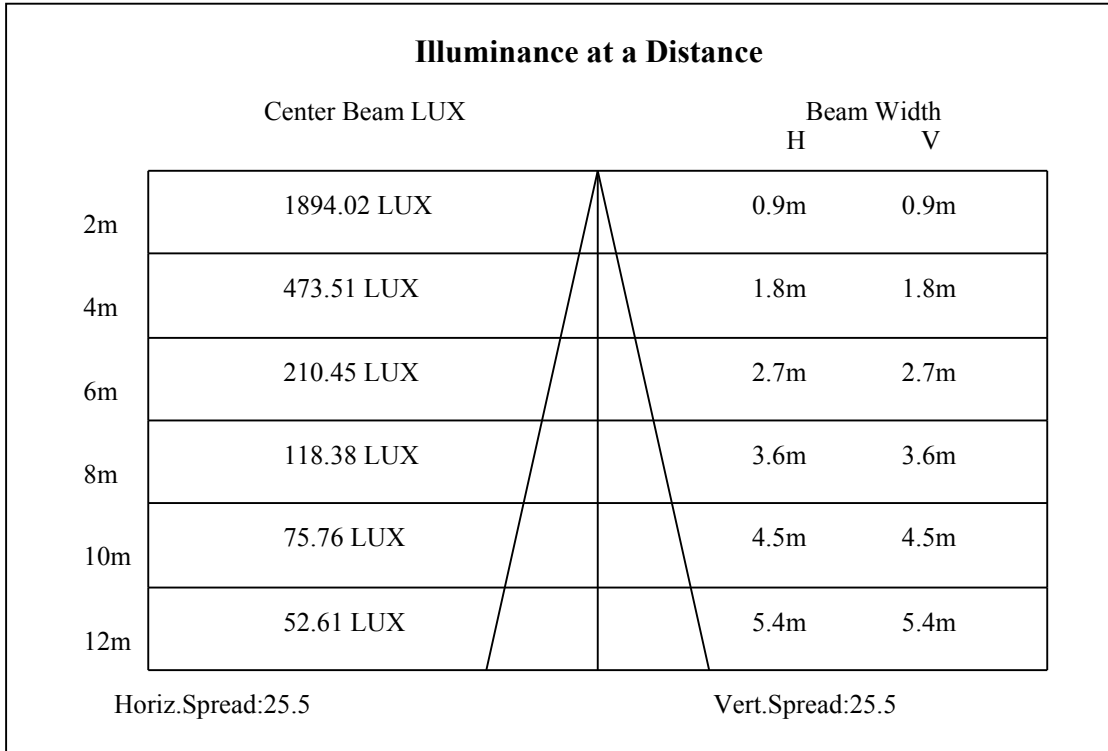 Illuminance at a Distance
Center Beam LUX Beam Width
H V
2m 1894.02 LUX 0.9m 0.9m
4m 473.51 LUX 1.8m 1.8m
6m 210.45 LUX 2.7m 2.7m
8m 118.38 LUX 3.6m 3.6m
10m 75.76 LUX 4.5m 4.5m
12m 52.61 LUX 5.4m 5.4m
Horiz.Spread:25.5 Vert.Spread:25.5